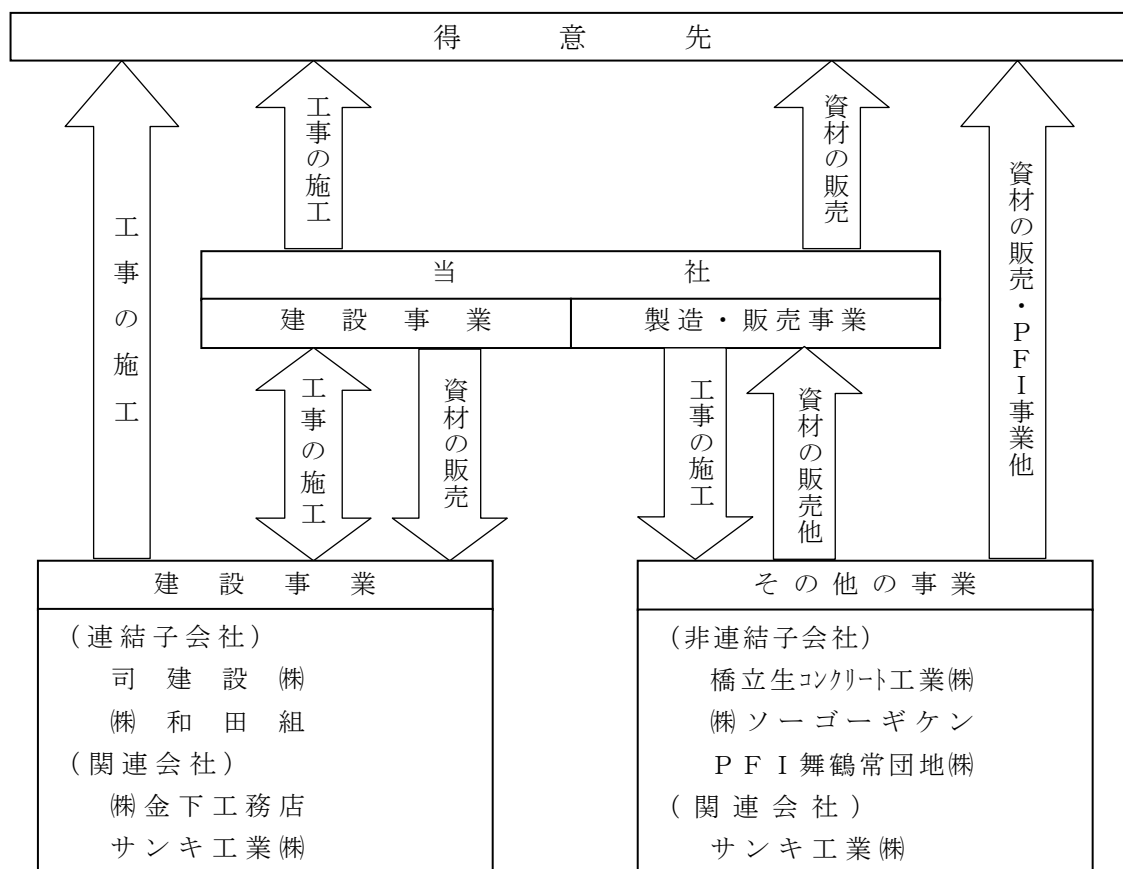 得意先
工事の施工
工事の施工
資材の販売
資材の販売・ＰＦＩ事業他
当社
建設事業
製造・販売事業
工事の施工
資材の販売
工事の施工
資材の販売他
建設事業
（連結子会社）
司建設㈱
㈱和田組
（関連会社）
㈱金下工務店
サンキ工業㈱
その他の事業
（非連結子会社）
橋立生ｺﾝｸﾘｰﾄ工業㈱
㈱ソーゴーギケン
ＰＦＩ舞鶴常団地㈱
（関連会社）
サンキ工業㈱